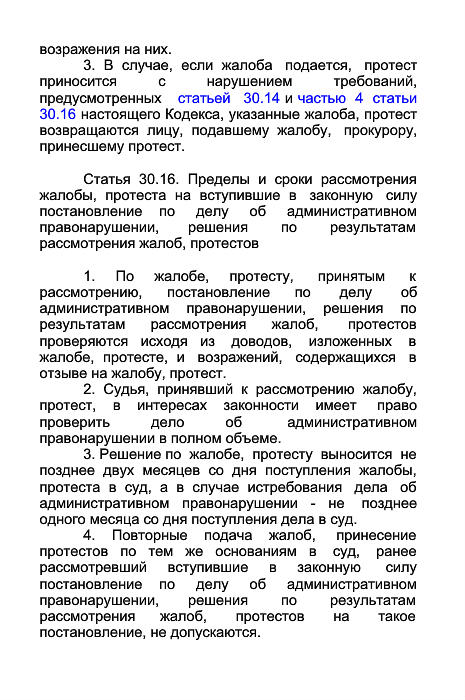 возражения на них.
3. В случае, если жалоба подается, протест
приносится с нарушением требований,
предусмотренных статьей 30.14 и частью 4 статьи
30.16 настоящего Кодекса, указанные жалоба, протест
возвращаются лицу, подавшему жалобу, прокурору,
принесшему протест.
Статья 30.16. Пределы и сроки рассмотрения
жалобы, протеста на вступившие в законную силу
постановление по делу об административном
правонарушении, решения по результатам
рассмотрения жалоб, протестов
1. По жалобе, протесту, принятым к
рассмотрению, постановление по делу об
административном правонарушении, решения по
результатам рассмотрения жалоб, протестов
проверяются исходя из доводов, изложенных в
жалобе, протесте, и возражений, содержащихся в
отзыве на жалобу, протест.
2. Судья, принявший к рассмотрению жалобу,
протест, в интересах законности имеет право
проверить дело об административном
правонарушении в полном объеме.
3. Решение по жалобе, протесту выносится не
позднее двух месяцев со дня поступления жалобы,
протеста в суд, а в случае истребования дела об
административном правонарушении - не позднее
одного месяца со дня поступления дела в суд.
4. Повторные подача жалоб, принесение
протестов по тем же основаниям в суд, ранее
рассмотревший вступившие в законную силу
постановление по делу об административном
правонарушении, решения по результатам
рассмотрения жалоб, протестов на такое
постановление, не допускаются.